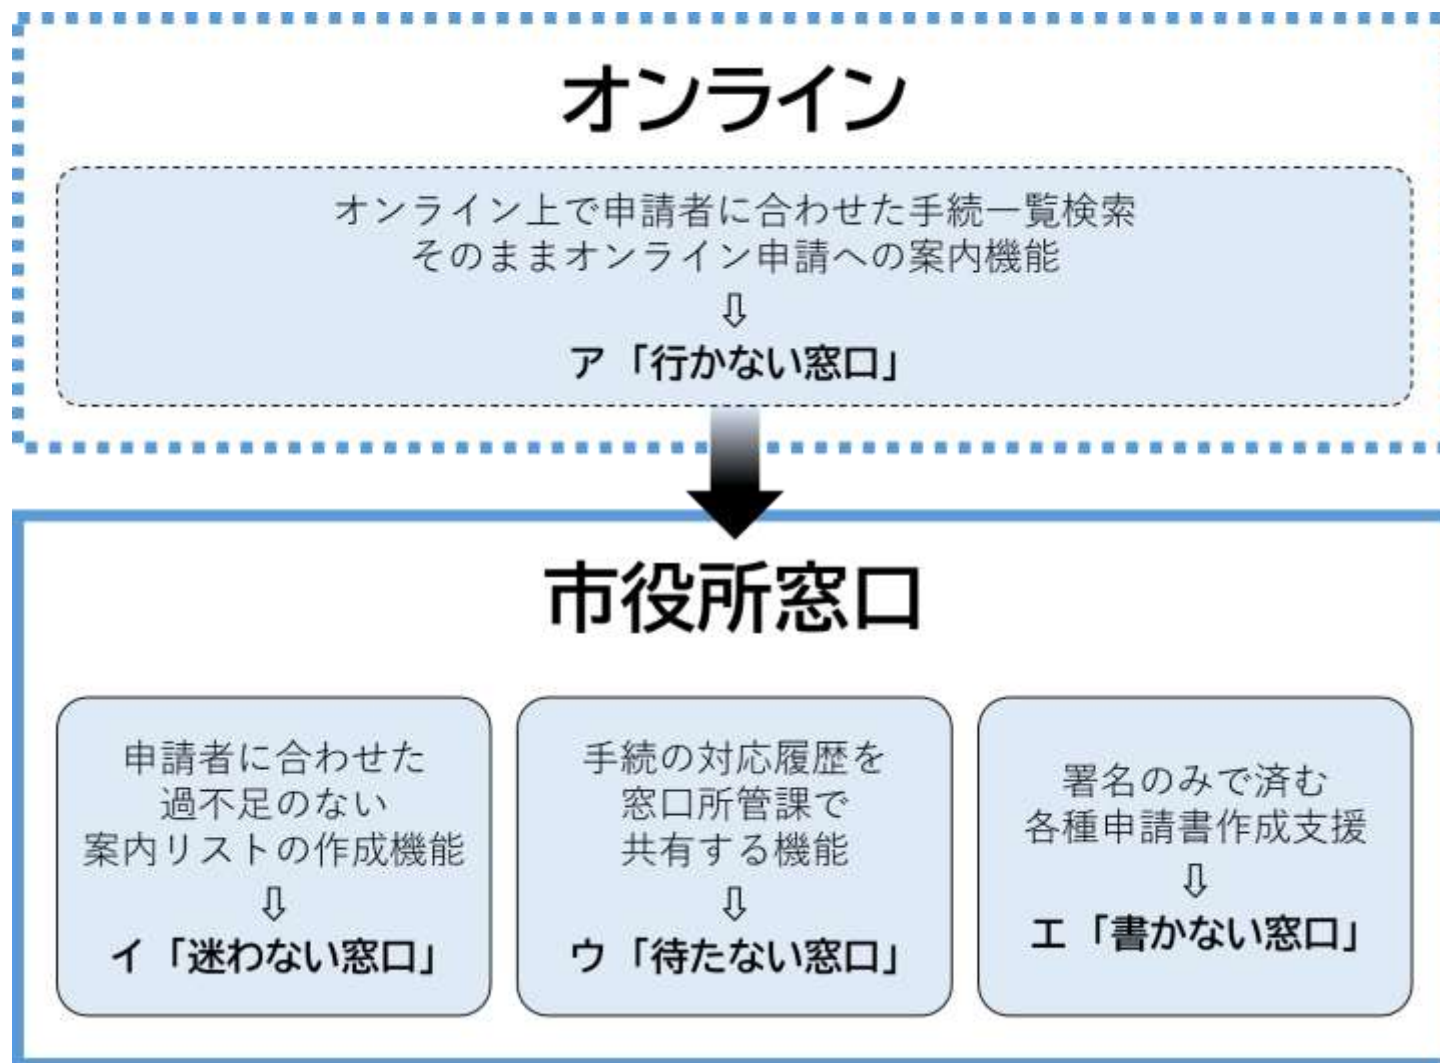 オンライン
オンライン上で申請者に合わせた手続一覧検索
そのままオンライン申請への案内機能
⇩
ア「行かない窓口」
市役所窓口
申請者に合わせた
過不足のない
案内リストの作成機能
⇩
イ「迷わない窓口」
手続の対応履歴を
窓口所管課で
共有する機能
⇩
ウ「待たない窓口」
署名のみで済む
各種申請書作成支援
⇩
エ「書かない窓口」